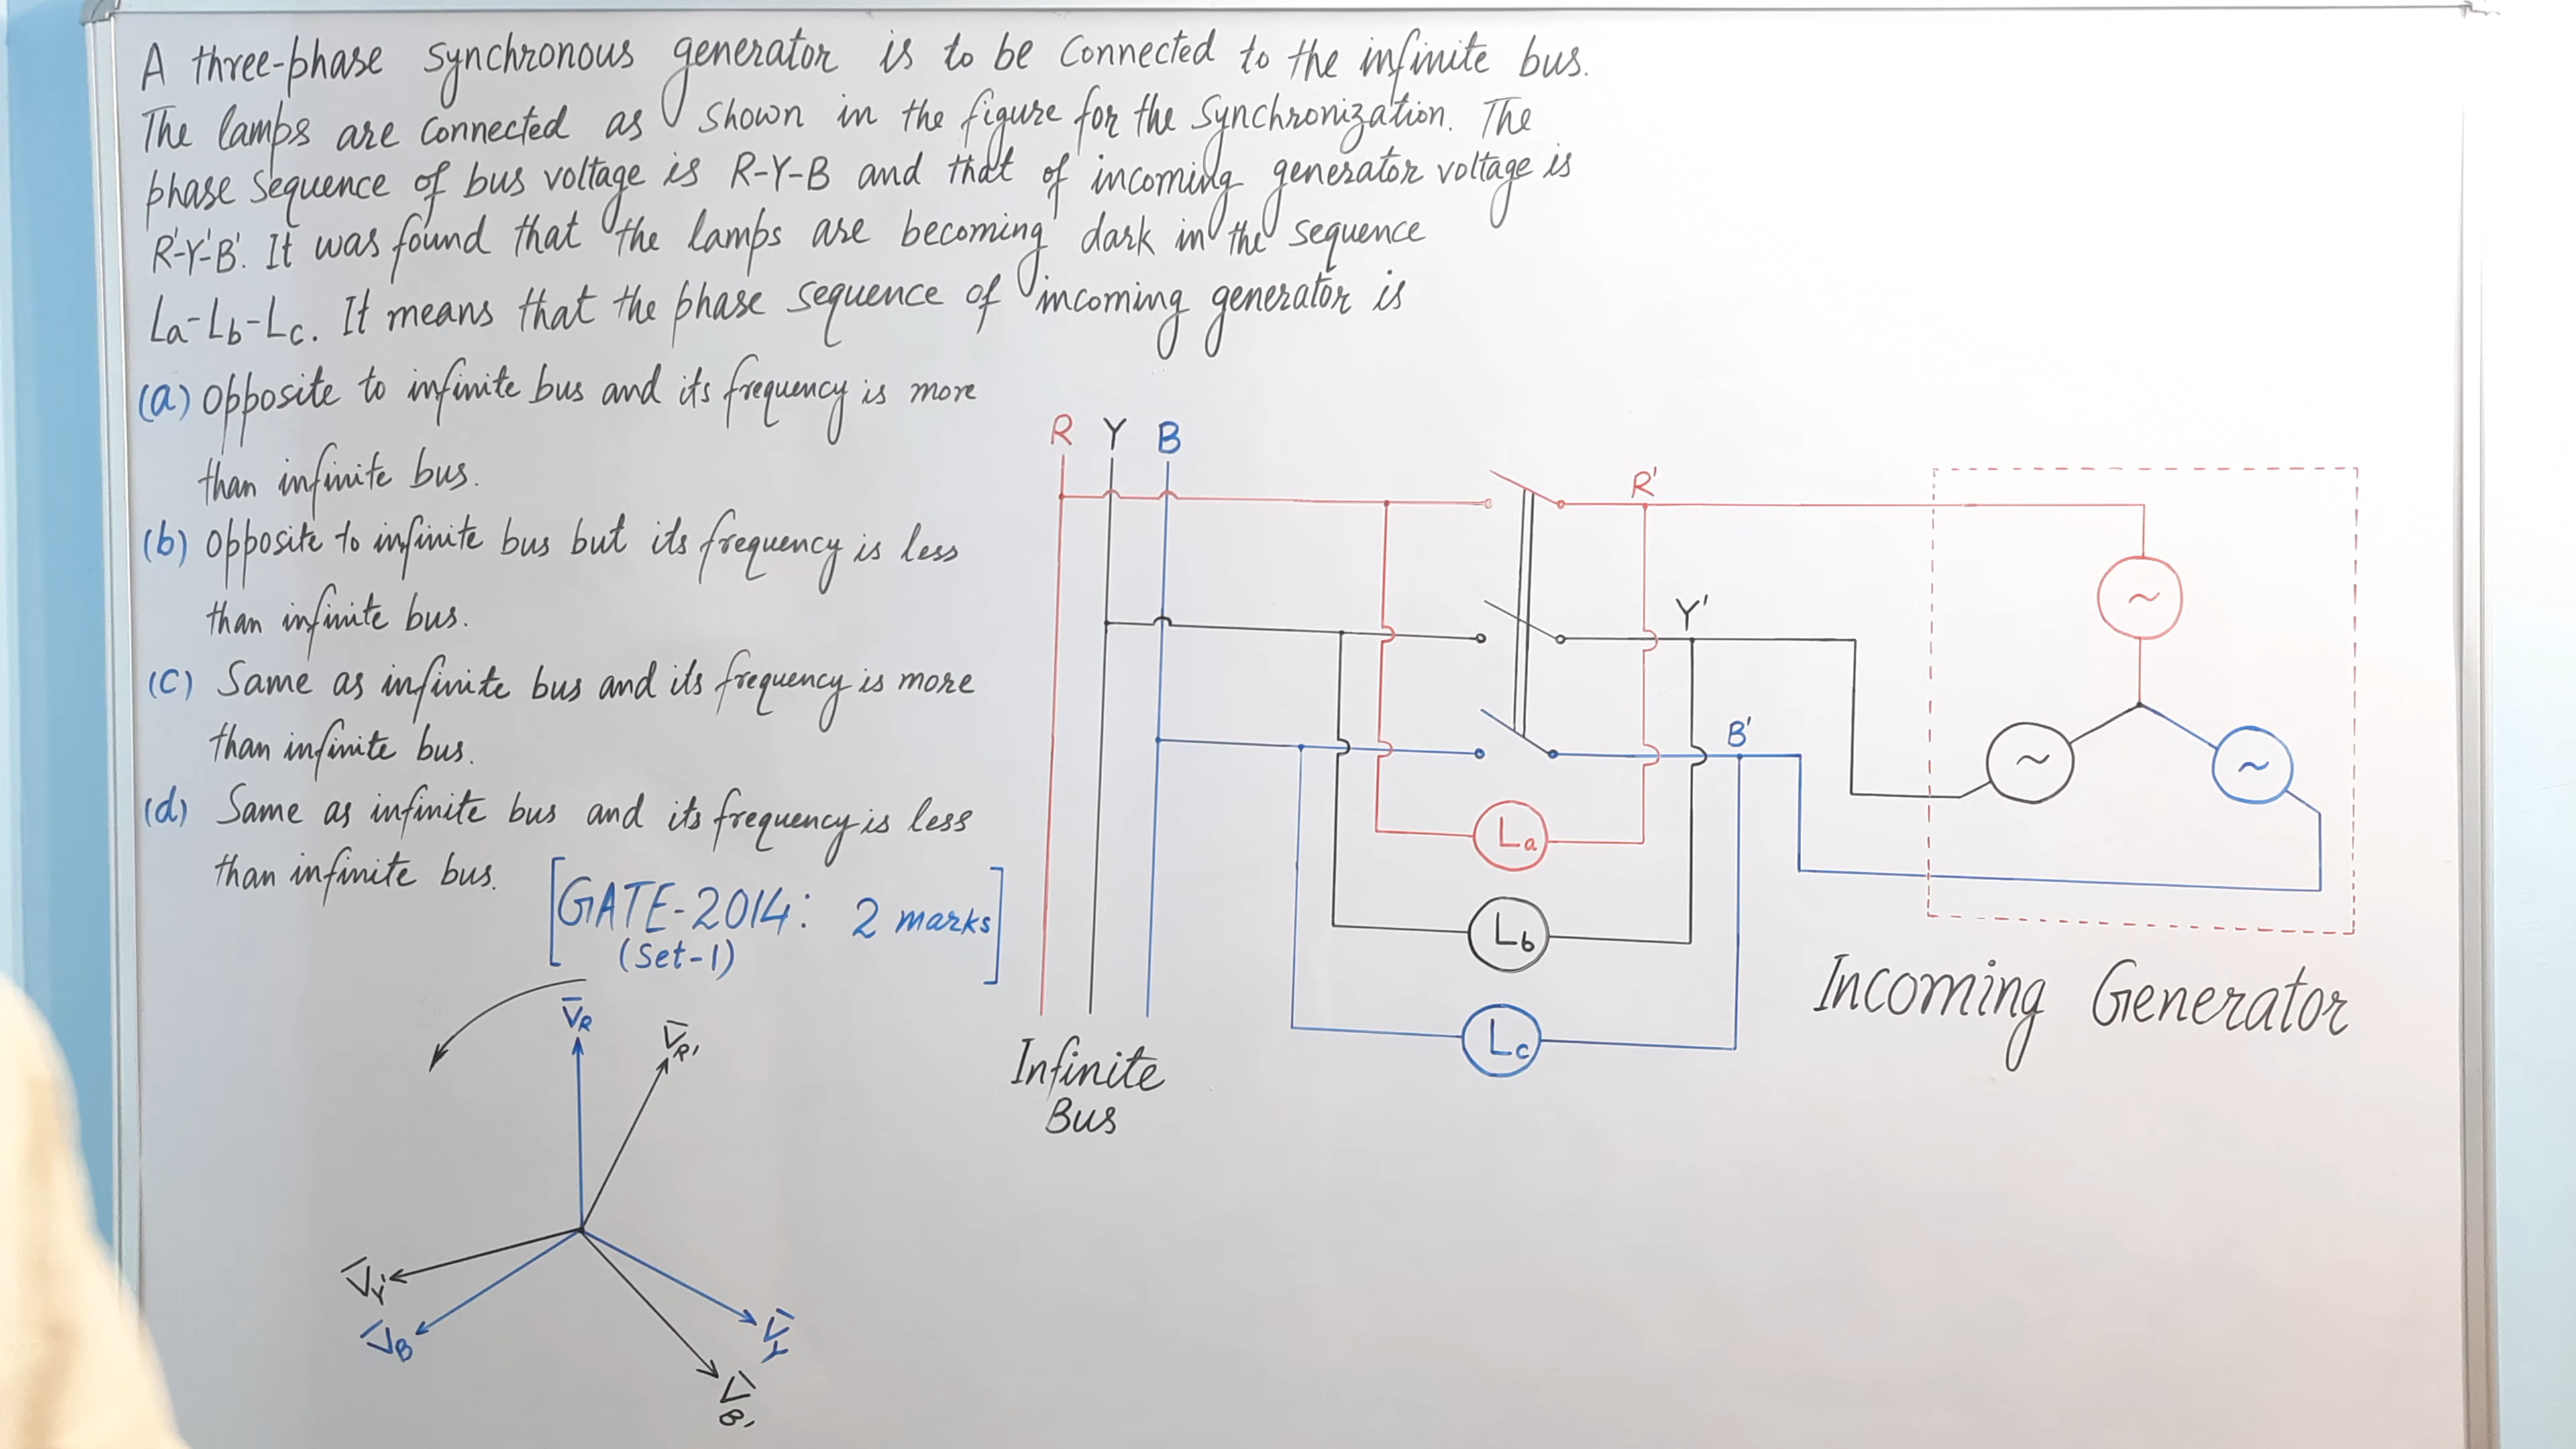 A three-phase synchronous generator is to be connected to the infinite bus.
The lamps are connected as shown in the figure for the synchronization. The
phase sequence of bus voltage is R-Y-B and that of incoming generator voltage is
R'-Y'-B'. It was found that the lamps are becoming dark in the sequence
La-Lb-Lc. It means that the phase sequence of incoming generator is
(a) opposite to infinite bus and its frequency is more
than infinite bus.
(b) opposite to infinite bus but its frequency is less
than infinite bus.
(c) Same as infinite bus and its frequency is more
than infinite bus.
(d) Same as infinite bus and its frequency is less
than infinite bus.
[GATE-2014: 2 marks]
(Set-1)
R Y B
R'
Y'
B'
~
~
~
La
Lb
Lc
Infinite
Bus
Incoming Generator
V̅R
V̅R'
V̅Y'
V̅B
V̅Y
V̅B'